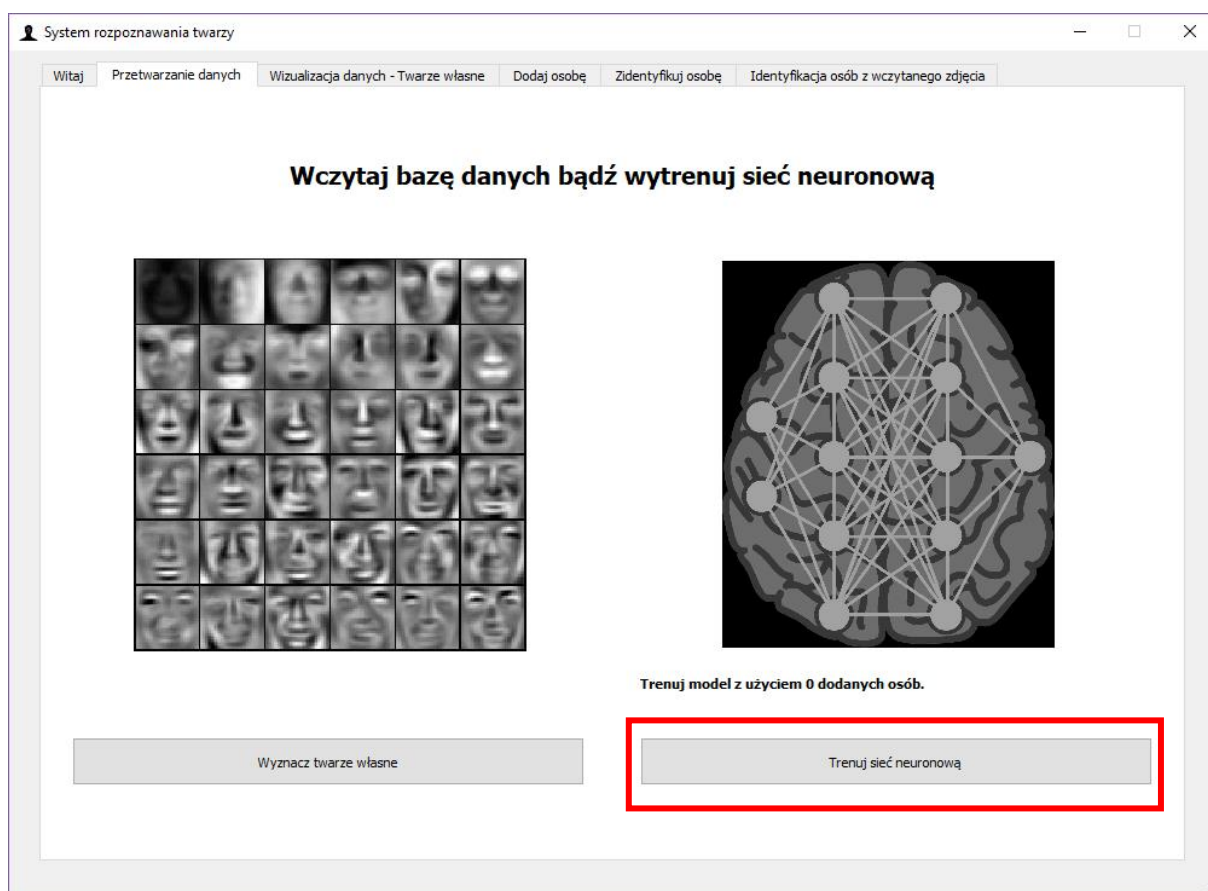 System rozpoznawania twarzy
Witaj Przetwarzanie danych Wizualizacja danych - Twarze własne Dodaj osobę Zidentyfikuj osobę Identyfikacja osób z wczytanego zdjęcia
Wczytaj bazę danych bądź wytrenuj sieć neuronową
Trenuj model z użyciem 0 dodanych osób.
Wyznacz twarze własne Trenuj sieć neuronową